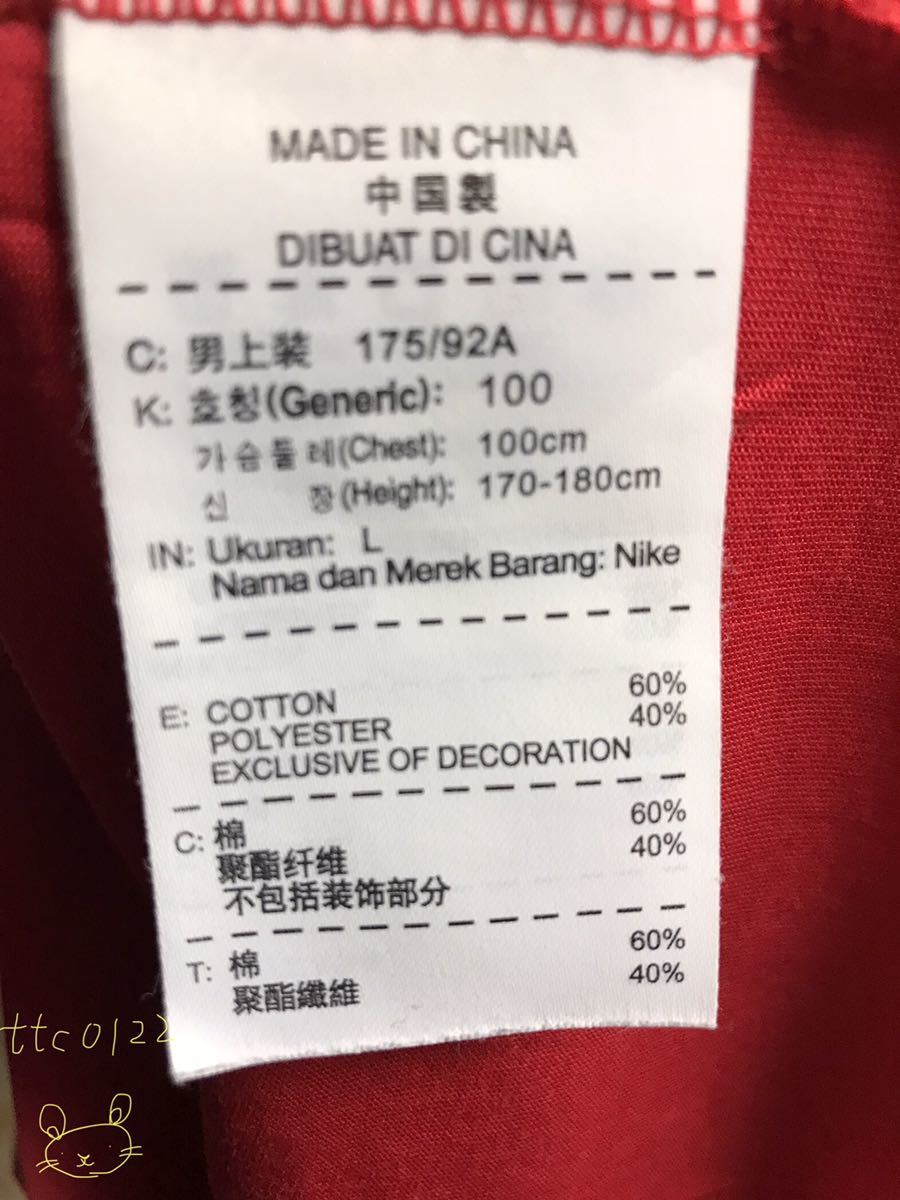 MADE IN CHINA
中国製
DIBUAT DI CINA
C: 男上装 175/92A
K: 호칭(Generic): 100
가슴둘레(Chest): 100cm
신 장(Height): 170-180cm
IN: Ukuran: L
Nama dan Merek Barang: Nike
E: COTTON 60%
POLYESTER 40%
EXCLUSIVE OF DECORATION
C: 棉 60%
聚酯纤维 40%
不包括装饰部分
T: 棉 60%
聚酯纖維 40%
ttc0122